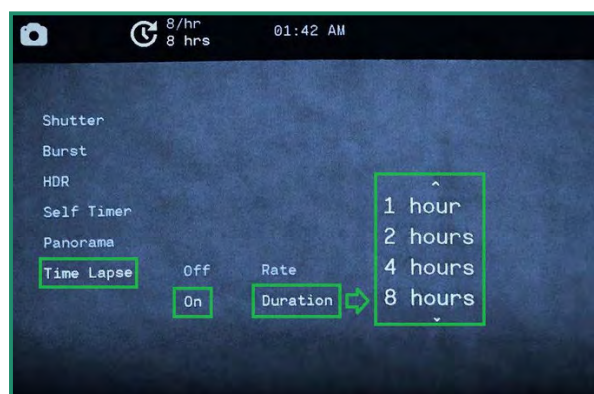 8/hr
8 hrs
01:42 AM
Shutter
Burst
HDR
Self Timer
Panorama
Time Lapse
Off
Rate
On
Duration
1 hour
2 hours
4 hours
8 hours